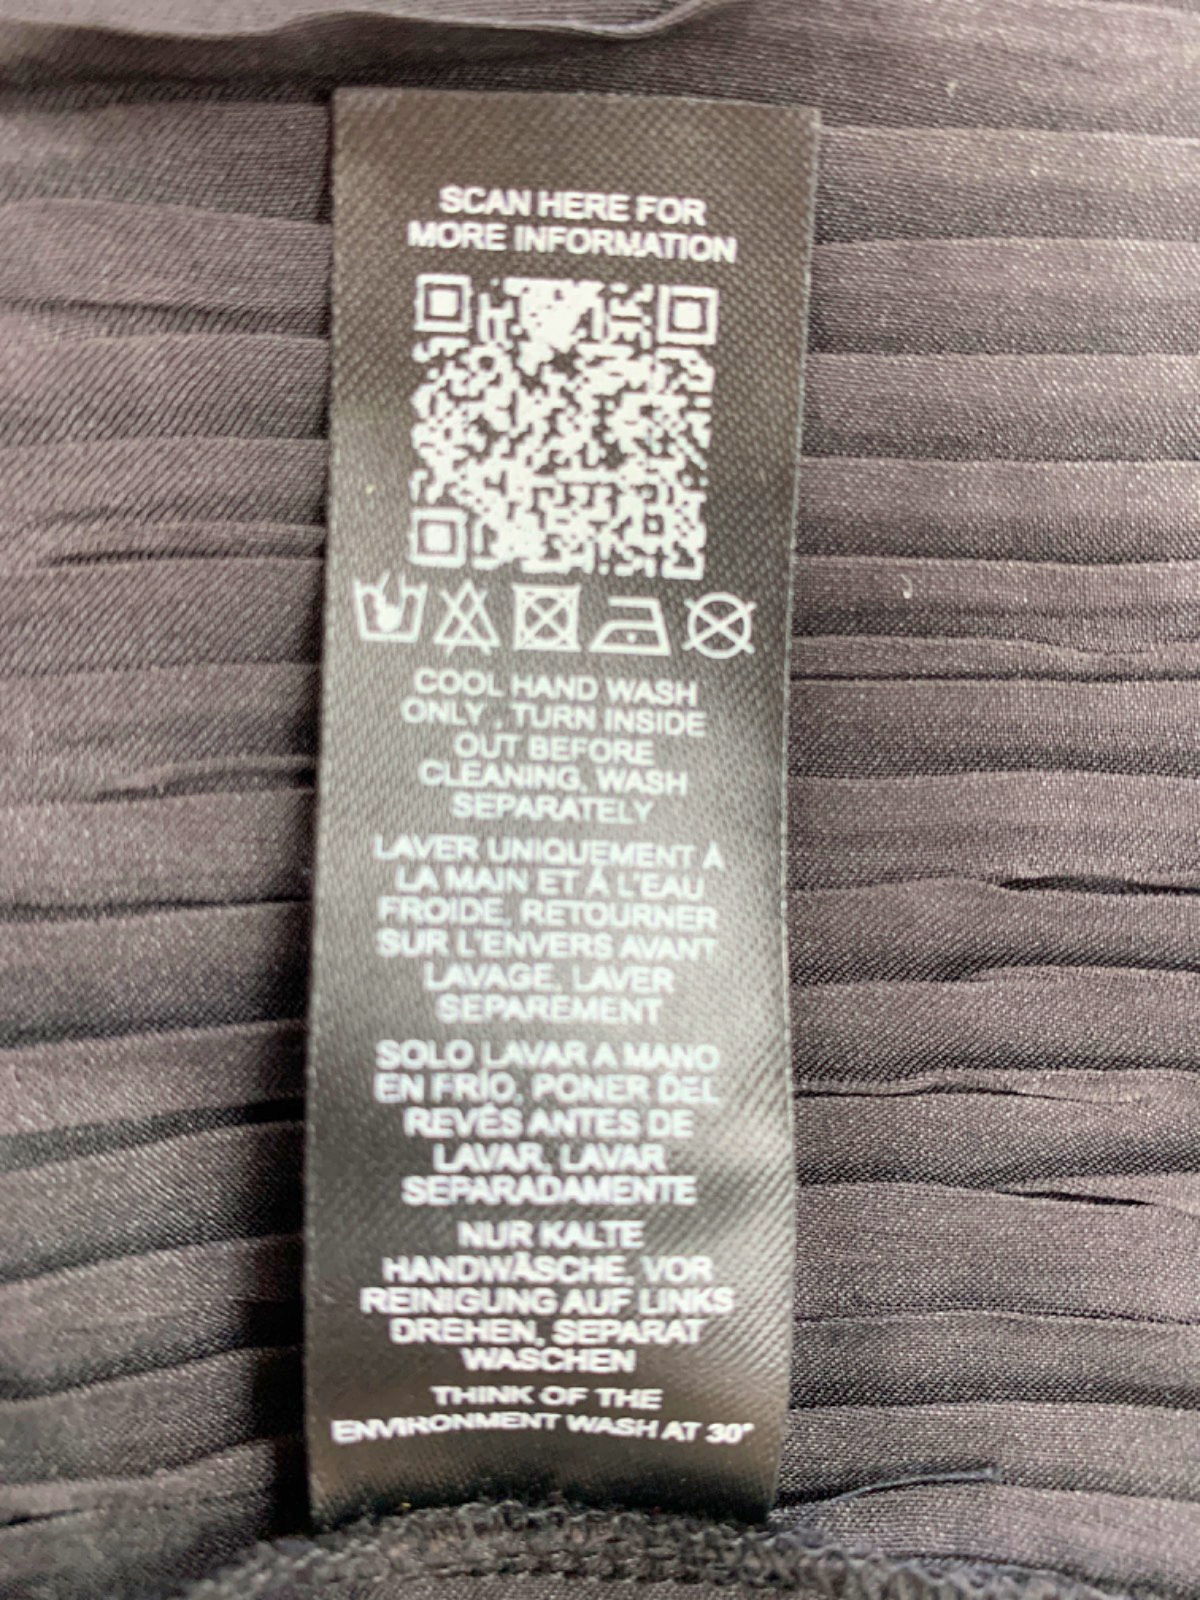 SCAN HERE FOR
MORE INFORMATION
COOL HAND WASH
ONLY , TURN INSIDE
OUT BEFORE
CLEANING, WASH
SEPARATELY
LAVER UNIQUEMENT À
LA MAIN ET À L'EAU
FROIDE, RETOURNER
SUR L'ENVERS AVANT
LAVAGE, LAVER
SEPARÉMENT
SOLO LAVAR A MANO
EN FRÍO, PONER DEL
REVÉS ANTES DE
LAVAR, LAVAR
SEPARADAMENTE
NUR KALTE
HANDWÄSCHE, VOR
REINIGUNG AUF LINKS
DREHEN, SEPARAT
WASCHEN
THINK OF THE
ENVIRONMENT WASH AT 30°